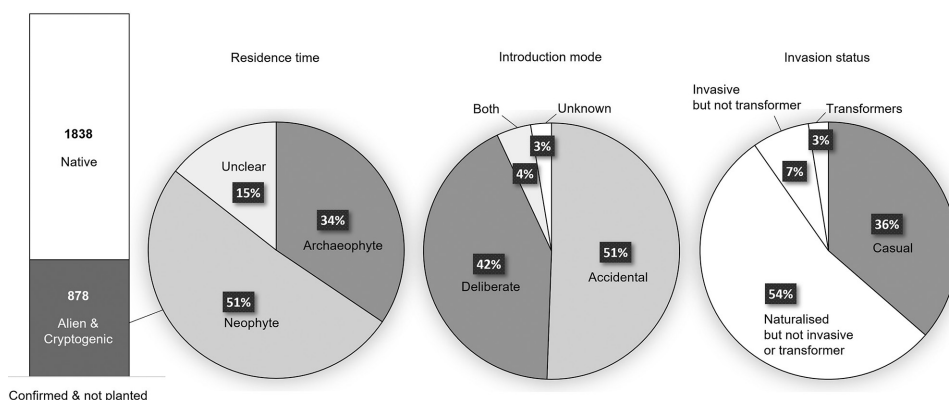 1838
Native
878
Alien &
Cryptogenic
Confirmed & not planted
Residence time
Unclear
15%
34%
Archaeophyte
51%
Neophyte
Introduction mode
Both
Unknown
3%
4%
42%
Deliberate
51%
Accidental
Invasion status
Invasive
but not transformer
Transformers
3%
7%
36%
Casual
54%
Naturalised
but not invasive
or transformer